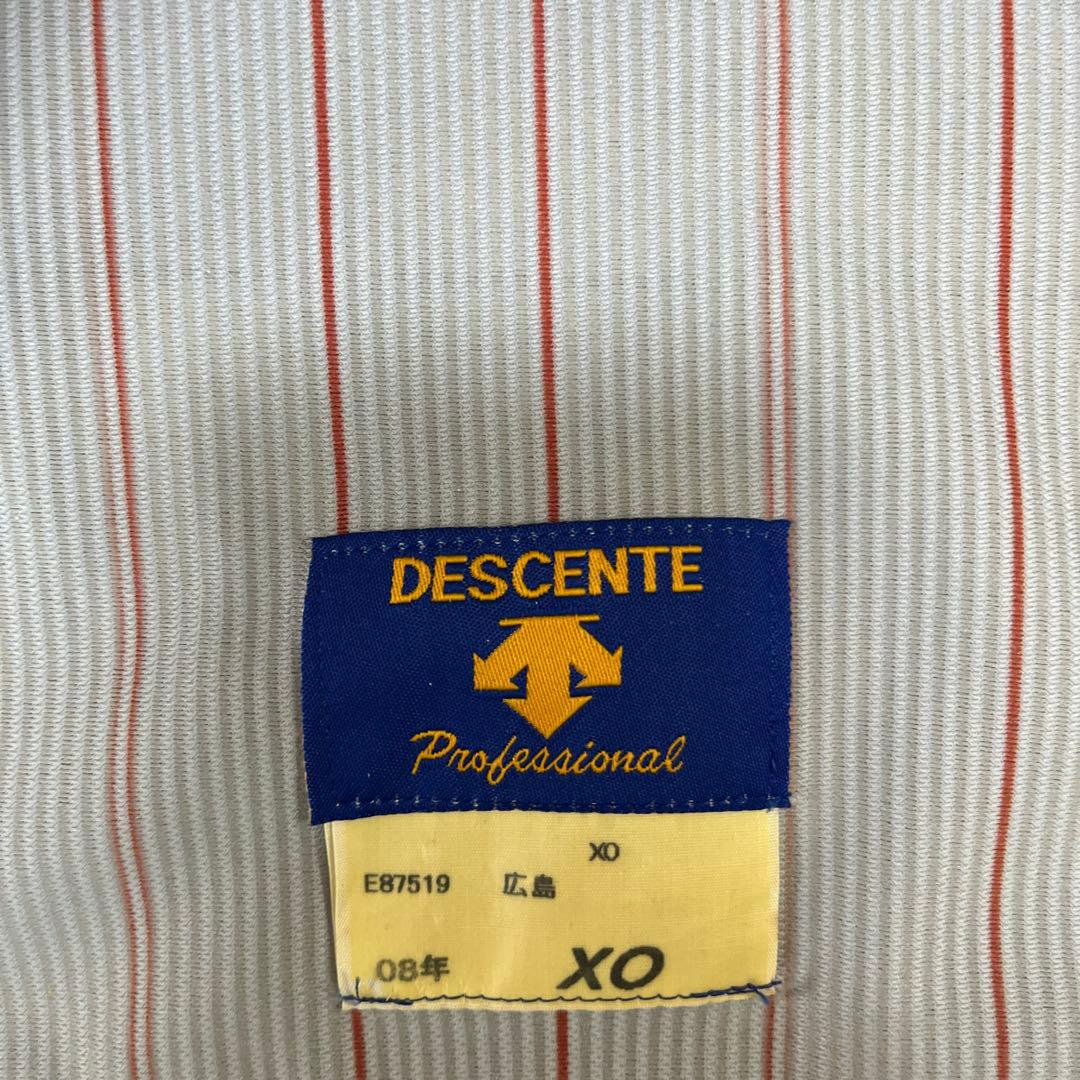 DESCENTE
Professional
XO
E87519 広島
08年 XO